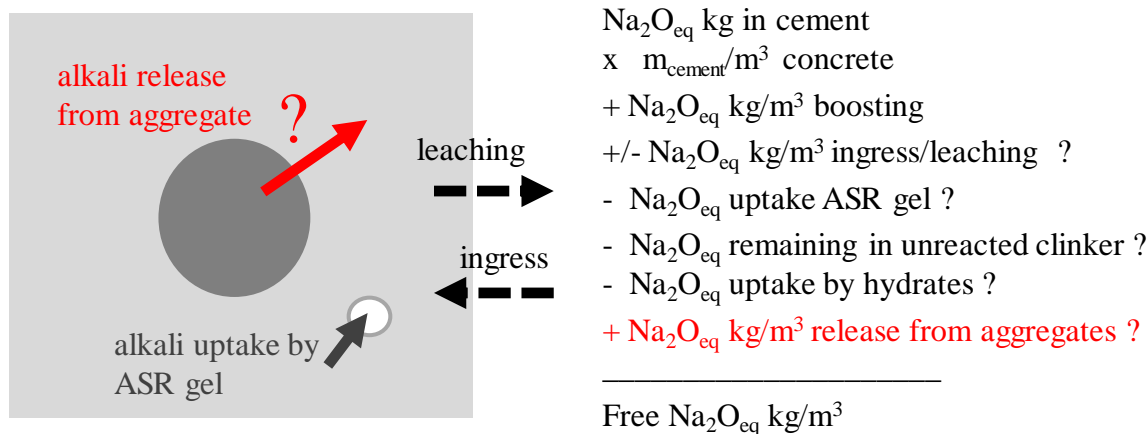 alkali release
from aggregate
?
leaching
ingress
alkali uptake by
ASR gel
Na₂Oeq kg in cement
x mcement/m³ concrete
+ Na₂Oeq kg/m³ boosting
+/- Na₂Oeq kg/m³ ingress/leaching ?
- Na₂Oeq uptake ASR gel ?
- Na₂Oeq remaining in unreacted clinker ?
- Na₂Oeq uptake by hydrates ?
+ Na₂Oeq kg/m³ release from aggregates ?
Free Na₂Oeq kg/m³